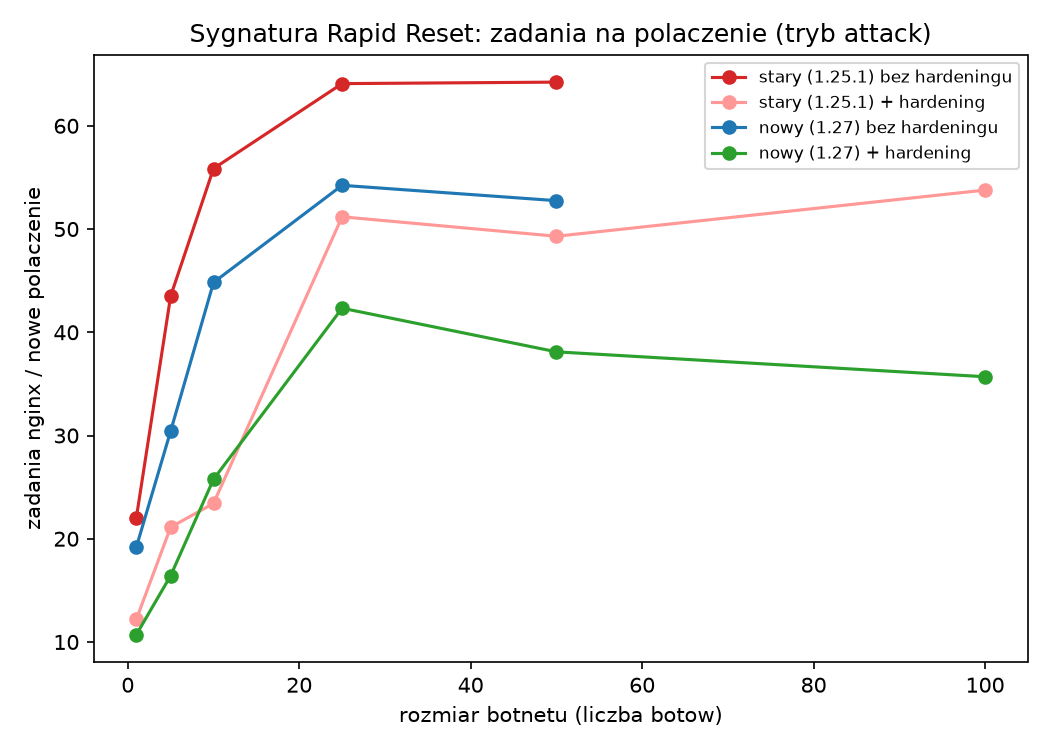 Sygnatura Rapid Reset: zadania na polaczenie (tryb attack)
stary (1.25.1) bez hardeningu
stary (1.25.1) + hardening
nowy (1.27) bez hardeningu
nowy (1.27) + hardening
zadania nginx / nowe polaczenie
60
50
40
30
20
10
0 20 40 60 80 100
rozmiar botnetu (liczba botow)